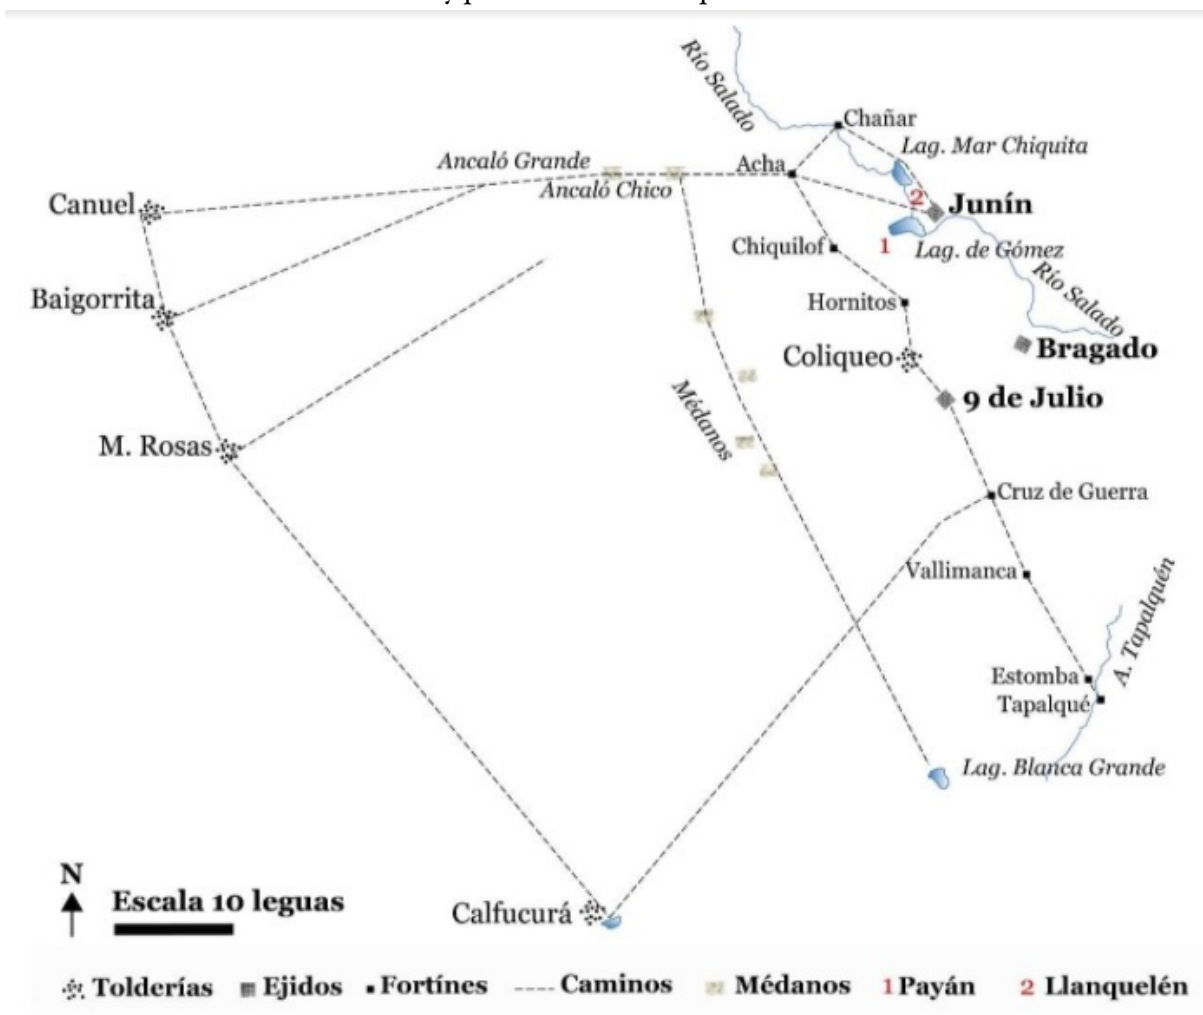 Río Salado
Chañar
Lag. Mar Chiquita
Ancaló Grande
Acha
Ancaló Chico
Canuel
2
Junín
Chiquilof
1
Lag. de Gómez
Río Salado
Baigorrita
Hornitos
Coliqueo
Bragado
9 de Julio
Médanos
M. Rosas
Cruz de Guerra
Vallimanca
A. Tapalquén
Estomba
Tapalqué
Lag. Blanca Grande
N
Escala 10 leguas
Calfucurá
Tolderías Ejidos Fortínes Caminos Médanos 1 Payán 2 Llanquelén